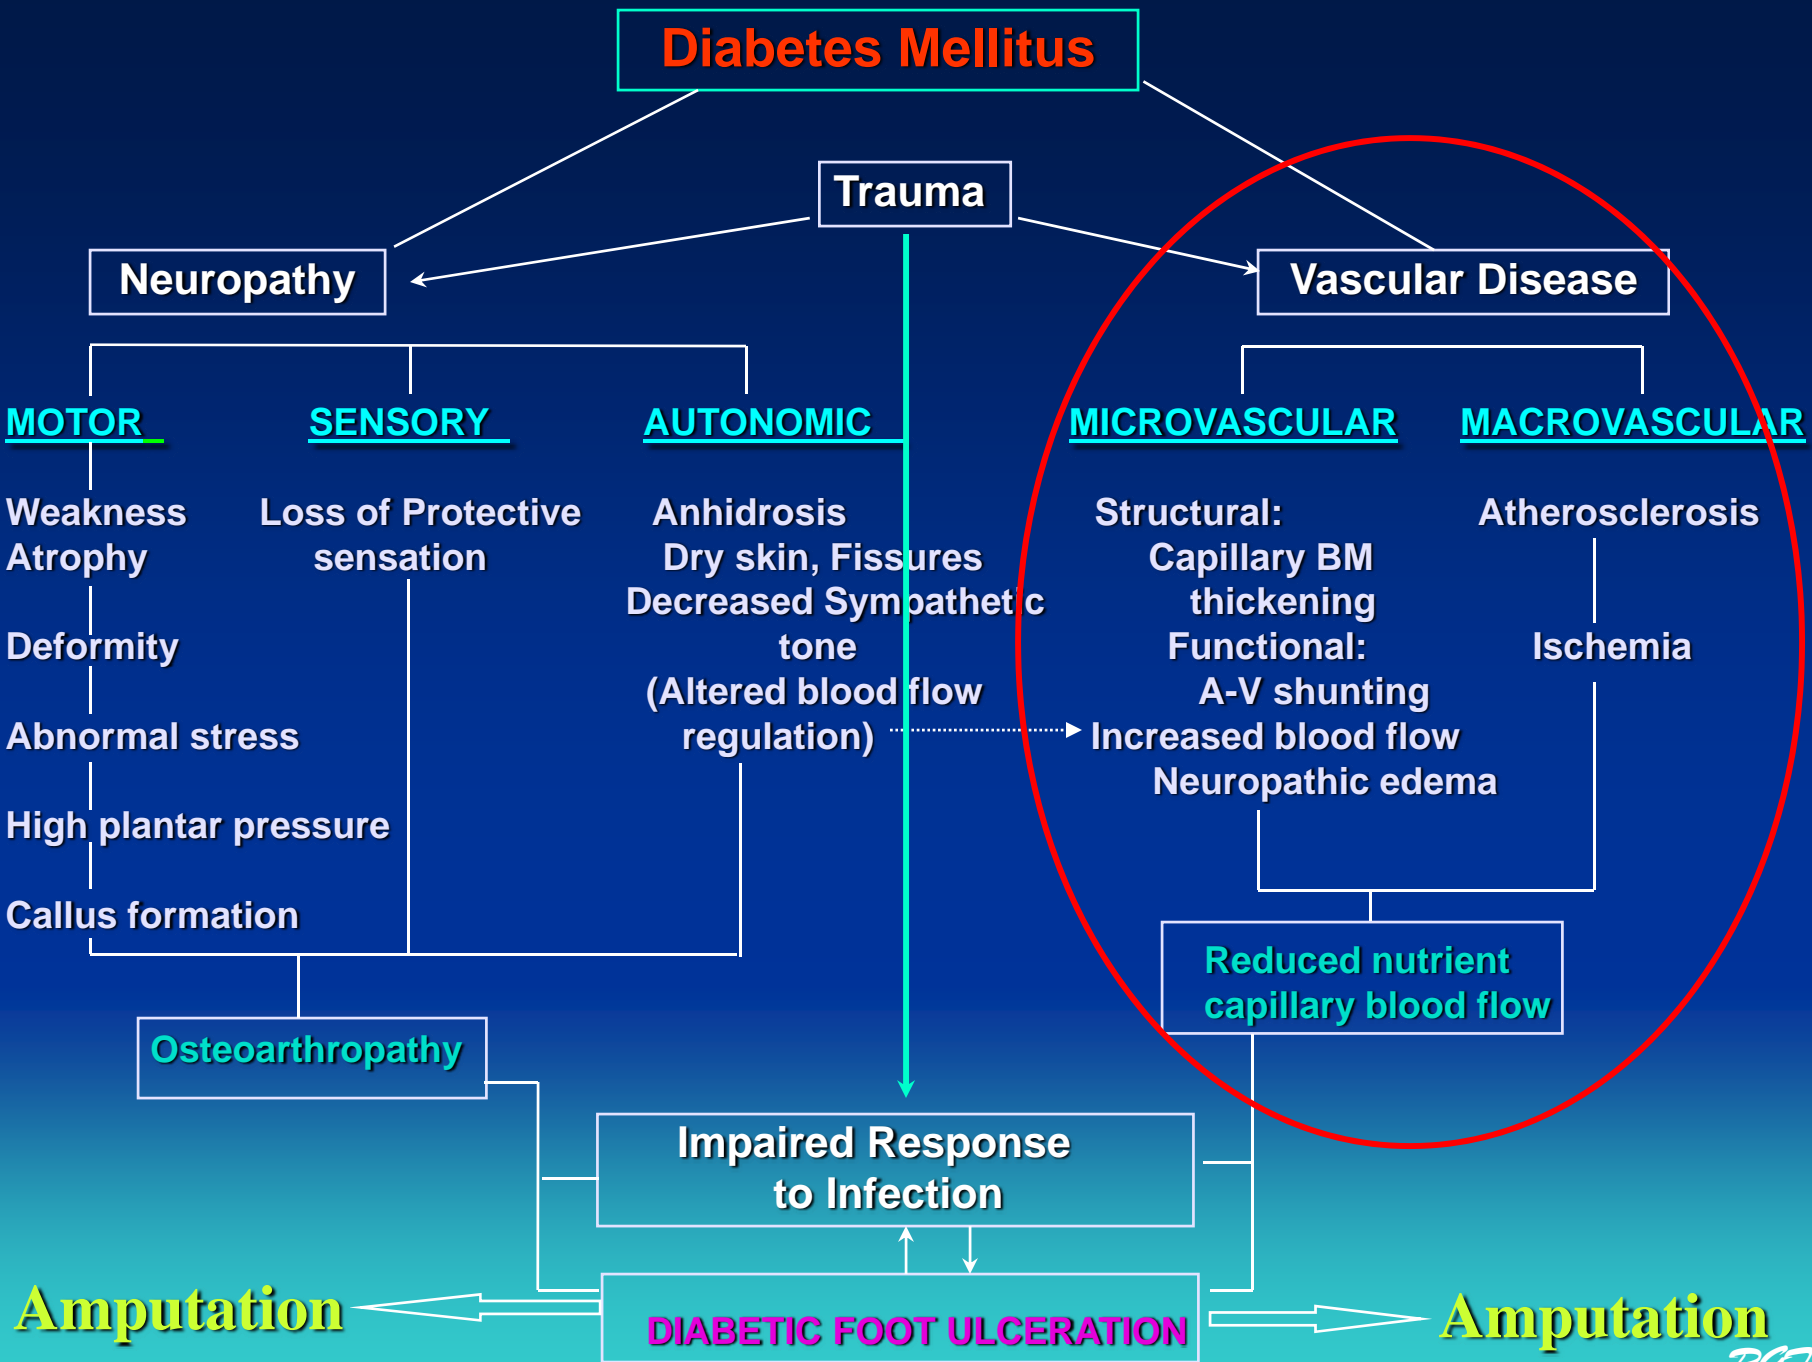 Diabetes Mellitus
Trauma
Neuropathy
Vascular Disease
MOTOR
SENSORY
AUTONOMIC
MICROVASCULAR
MACROVASCULAR
Weakness
Atrophy
Deformity
Abnormal stress
High plantar pressure
Callus formation
Loss of Protective
sensation
Anhidrosis
Dry skin, Fissures
Decreased Sympathetic
tone
(Altered blood flow
regulation)
Structural:
Capillary BM
thickening
Functional:
A-V shunting
Increased blood flow
Neuropathic edema
Atherosclerosis
Ischemia
Reduced nutrient
capillary blood flow
Osteoarthropathy
Impaired Response
to Infection
DIABETIC FOOT ULCERATION
Amputation
Amputation